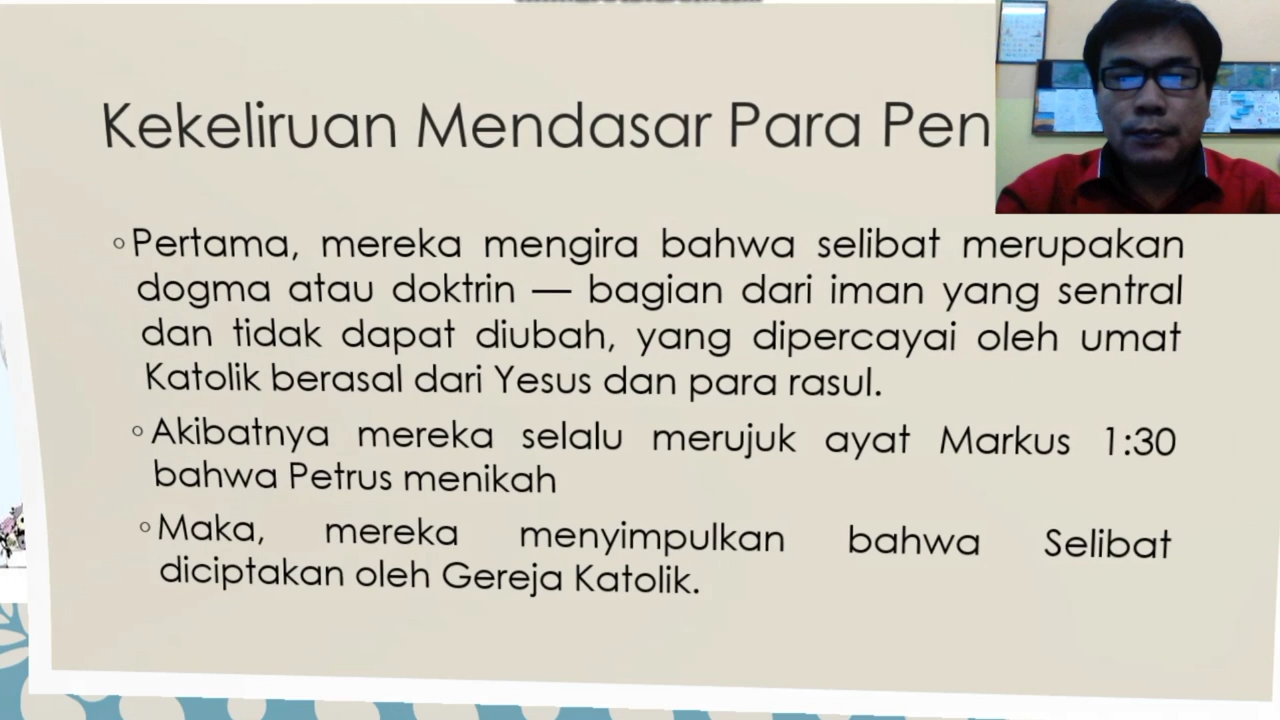 Kekeliruan Mendasar Para Pen
◦Pertama, mereka mengira bahwa selibat merupakan
dogma atau doktrin — bagian dari iman yang sentral
dan tidak dapat diubah, yang dipercayai oleh umat
Katolik berasal dari Yesus dan para rasul.
◦Akibatnya mereka selalu merujuk ayat Markus 1:30
bahwa Petrus menikah
◦Maka, mereka menyimpulkan bahwa Selibat
diciptakan oleh Gereja Katolik.